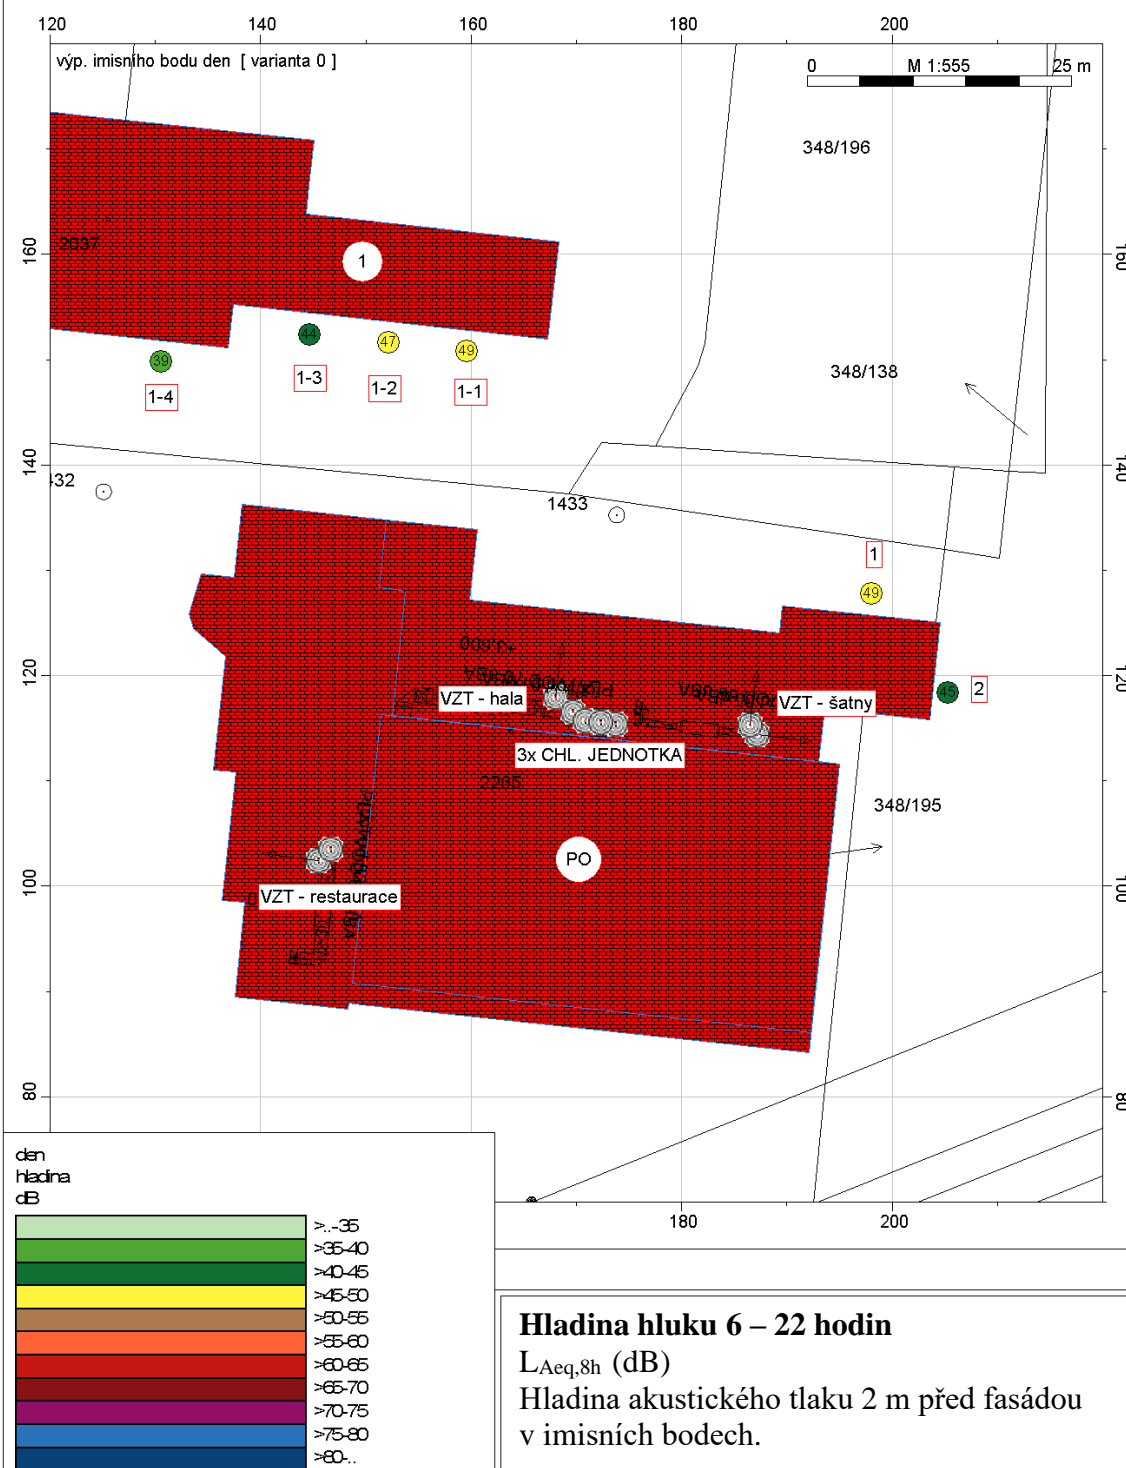 120 140 160 180 200
výp. imisního bodu den [ varianta 0 ]
0 M 1:555 25 m
348/196
2037
160 160
1
44
47
49
39
348/138
1-3
1-2
1-1
1-4
140 140
1433
1
49
+3.600
120 120
45
2
VZT - hala
VZT - šatny
3x CHL. JEDNOTKA
2265
348/195
PO
100 100
VZT - restaurace
80 80
180 200
den
hladina
dB
>..-35
>35-40
>40-45
>45-50
>50-55
>55-60
>60-65
>65-70
>70-75
>75-80
>80-..
Hladina hluku 6 – 22 hodin
LAeq,8h (dB)
Hladina akustického tlaku 2 m před fasádou
v imisních bodech.